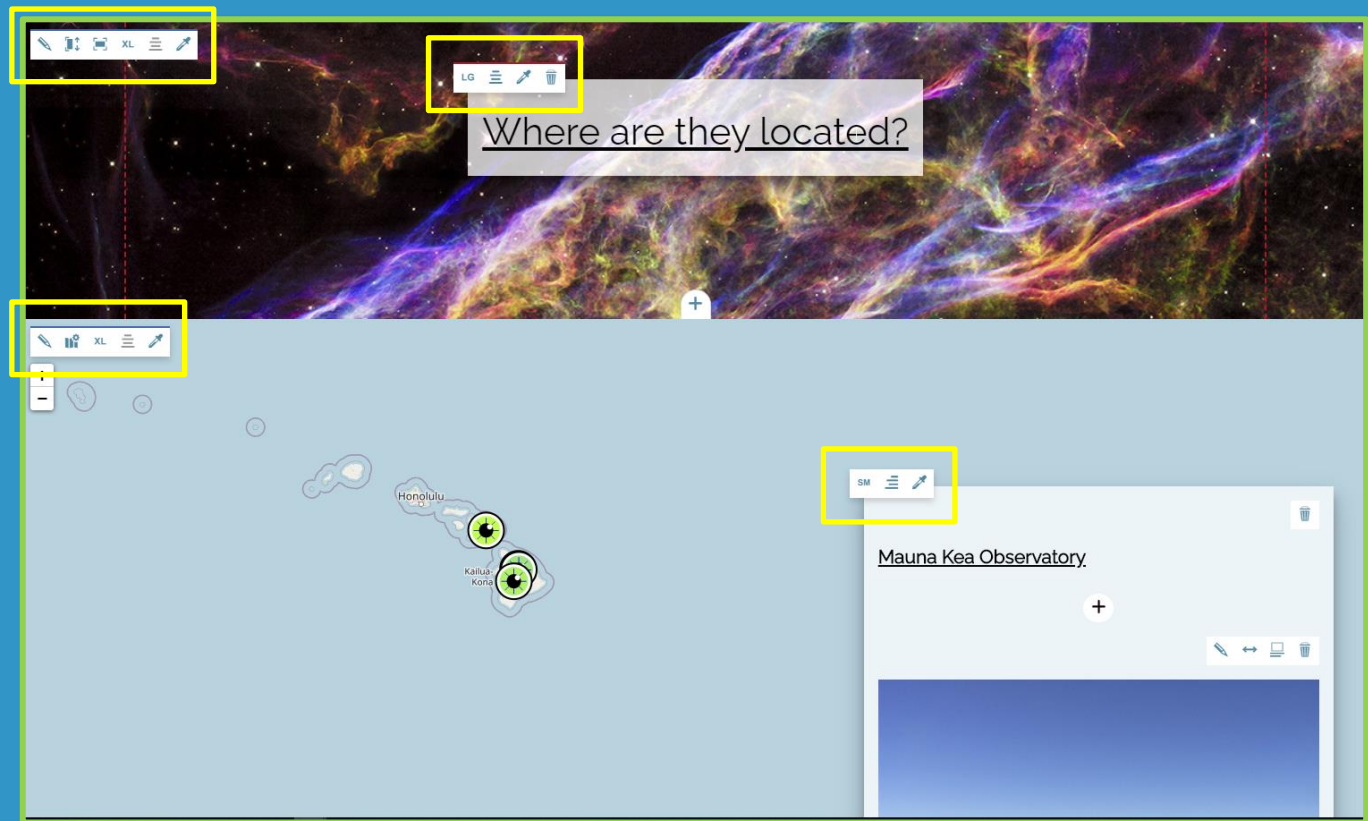 XL
LG
Where are they located?
+
XL
+
−
Honolulu
Kailua-
Kona
SM
Mauna Kea Observatory
+